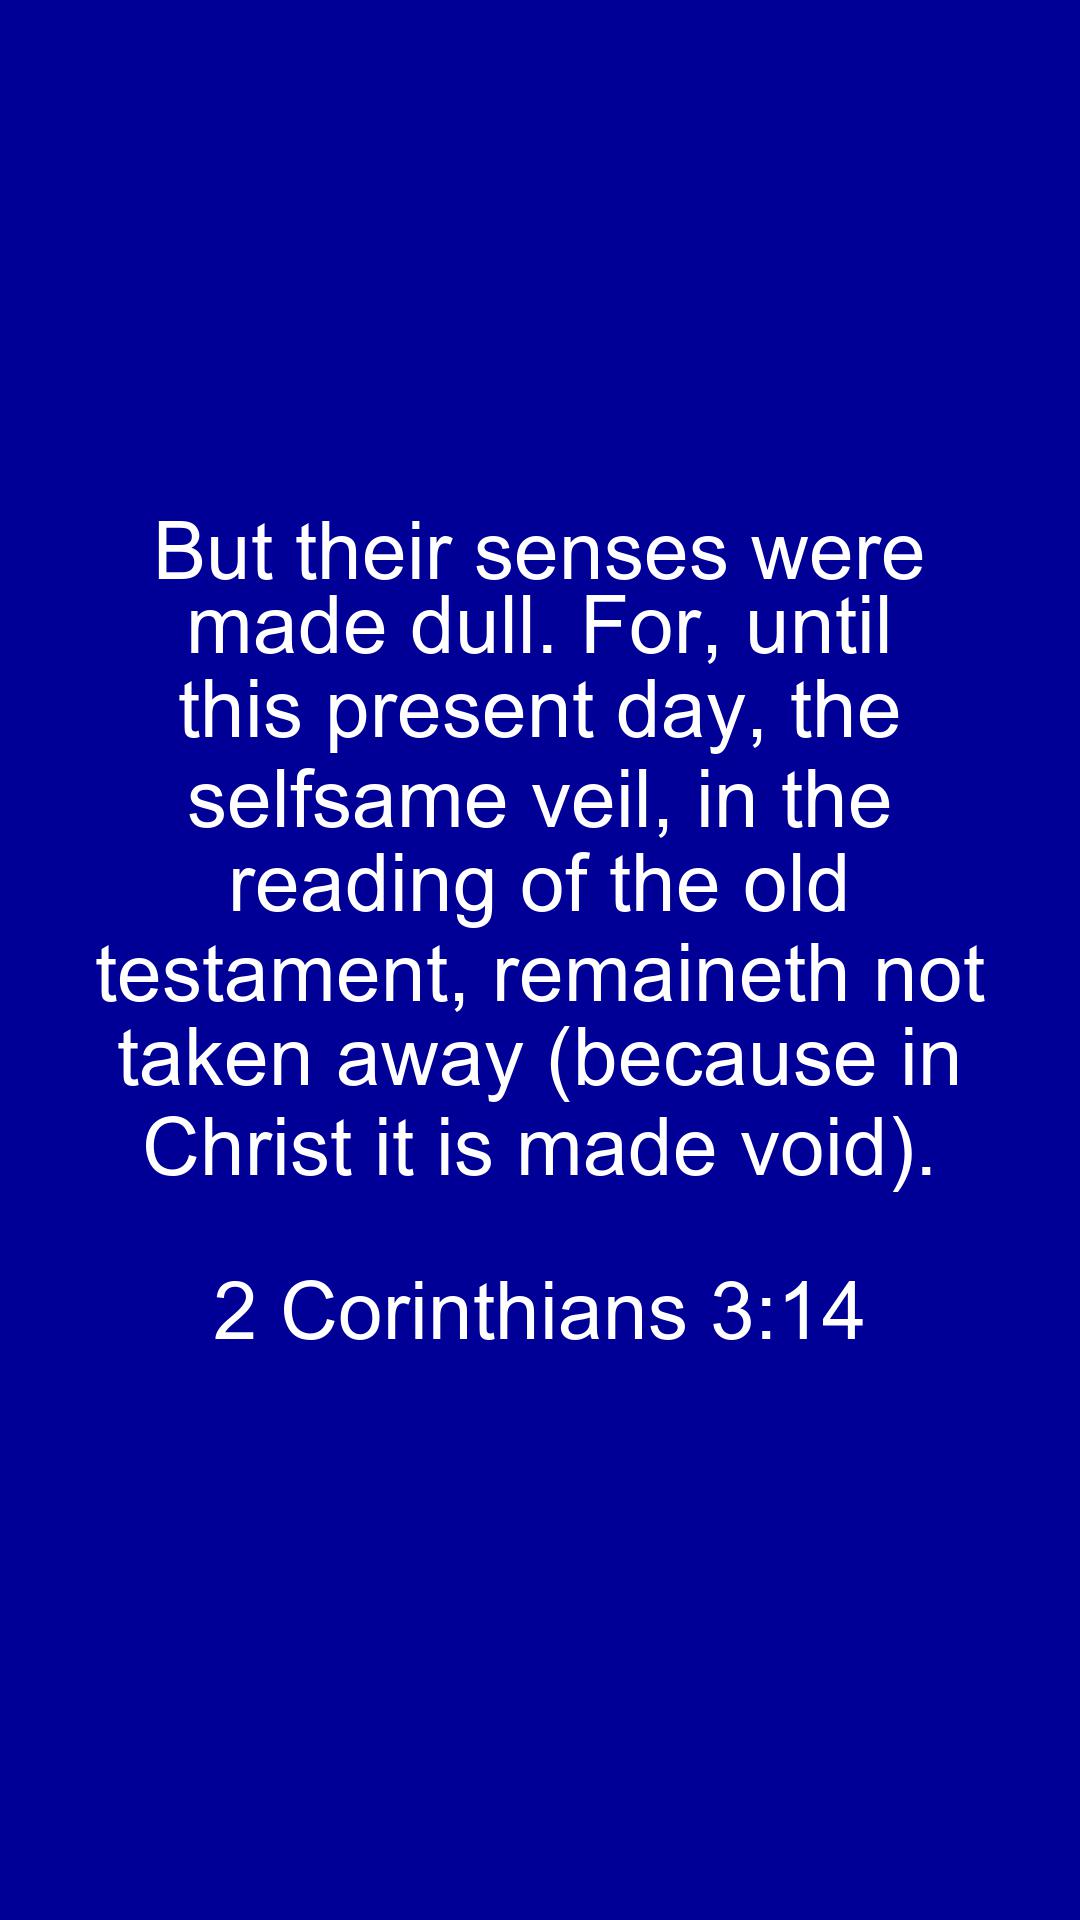 But their senses were
made dull. For, until
this present day, the
selfsame veil, in the
reading of the old
testament, remaineth not
taken away (because in
Christ it is made void).
2 Corinthians 3:14